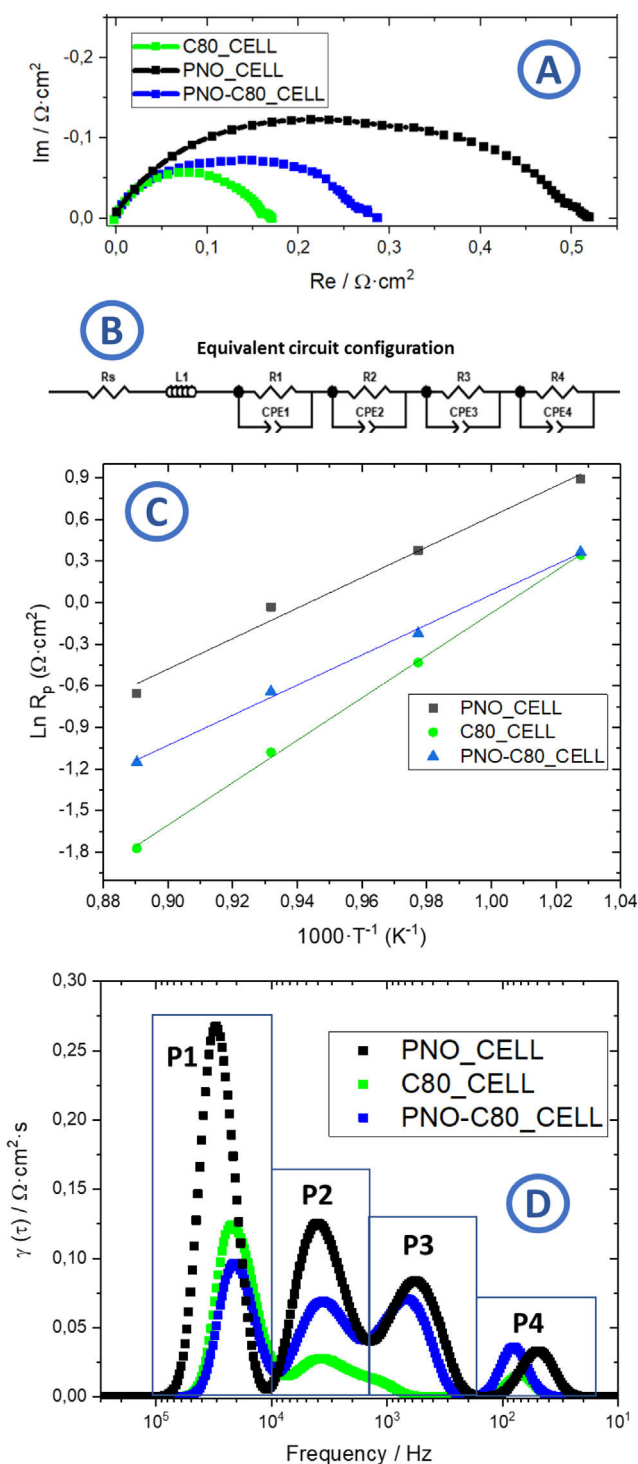 A
C80_CELL
PNO_CELL
PNO-C80_CELL
-0,2
-0,1
0,0
Im / Ω·cm²
0,0 0,1 0,2 0,3 0,4 0,5
Re / Ω·cm²
B
Equivalent circuit configuration
Rs L1 R1 R2 R3 R4
CPE1 CPE2 CPE3 CPE4
C
0,9
0,6
0,3
0,0
-0,3
-0,6
-0,9
-1,2
-1,5
-1,8
Ln Rₚ (Ω·cm²)
PNO_CELL
C80_CELL
PNO-C80_CELL
0,88 0,90 0,92 0,94 0,96 0,98 1,00 1,02 1,04
1000·T⁻¹ (K⁻¹)
0,30
0,25
0,20
0,15
0,10
0,05
0,00
γ (τ) / Ω·cm²·s
P1
PNO_CELL
C80_CELL
PNO-C80_CELL
P2
D
P3
P4
10⁵ 10⁴ 10³ 10² 10¹
Frequency / Hz